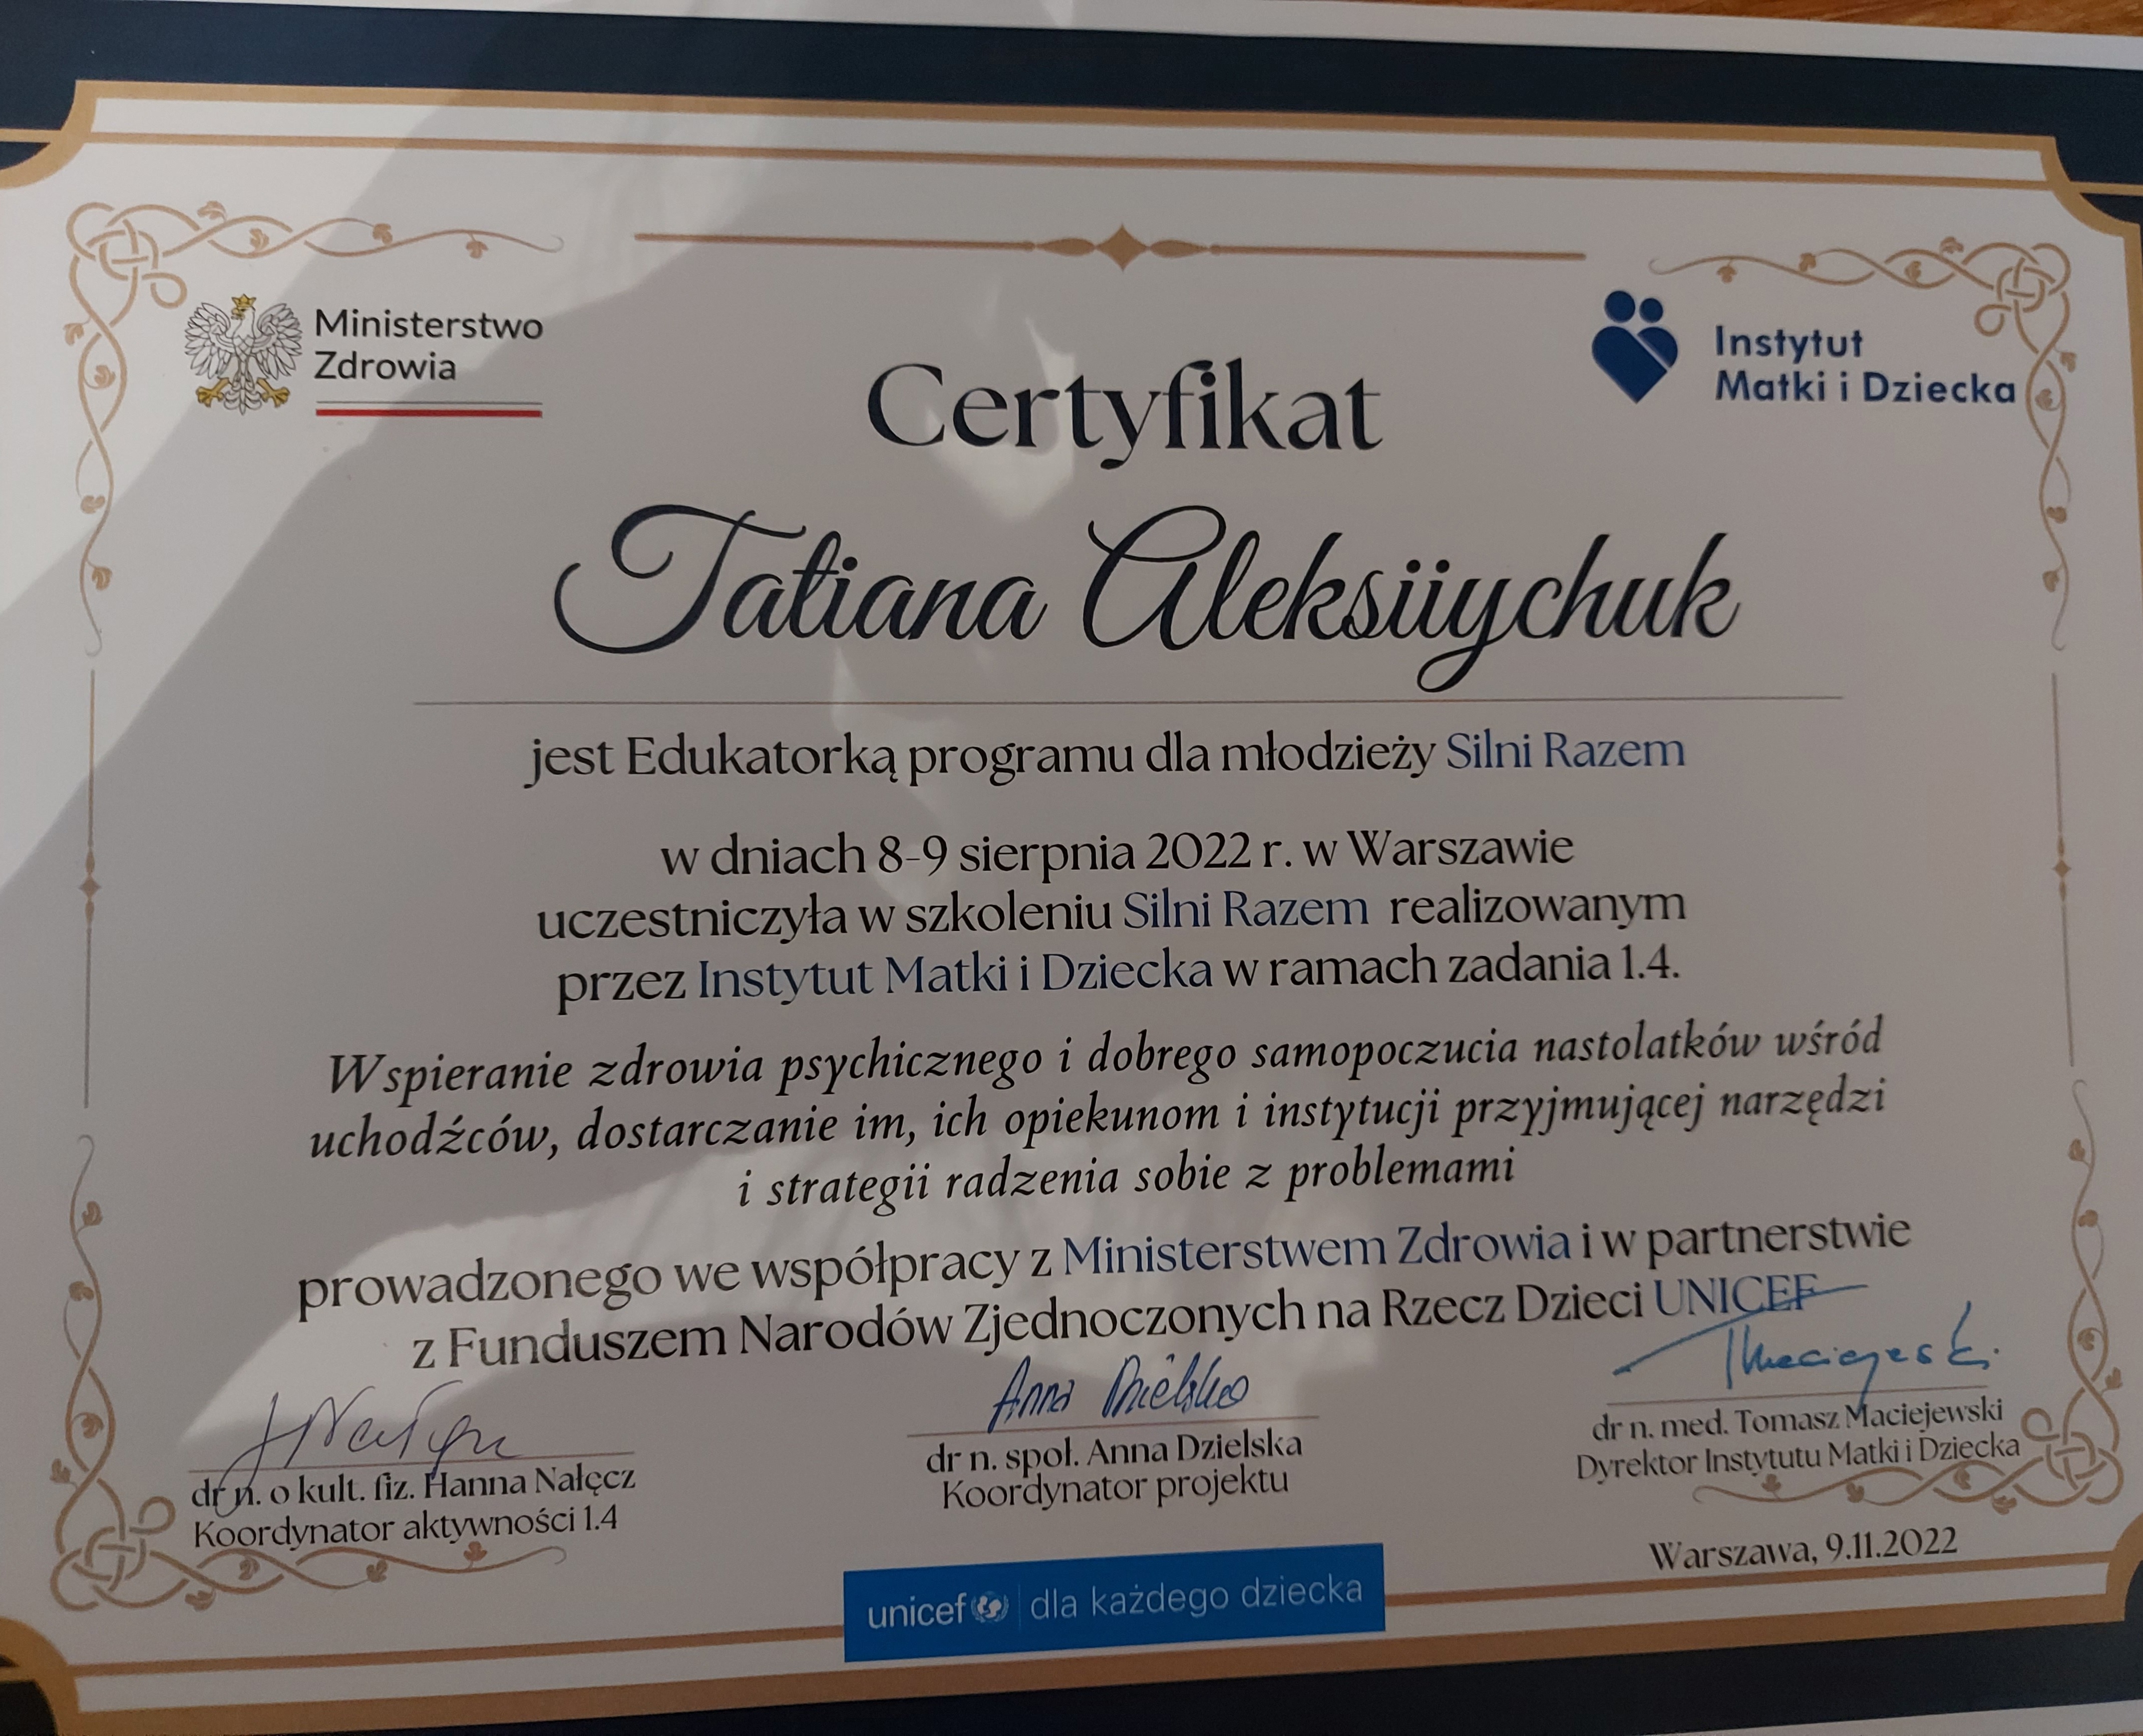 Ministerstwo
Zdrowia
Instytut
Matki i Dziecka
Certyfikat
Tatiana Aleksiiychuk
jest Edukatorką programu dla młodzieży Silni Razem
w dniach 8-9 sierpnia 2022 r. w Warszawie
uczestniczyła w szkoleniu Silni Razem realizowanym
przez Instytut Matki i Dziecka w ramach zadania 1.4.
Wspieranie zdrowia psychicznego i dobrego samopoczucia nastolatków wśród
uchodźców, dostarczanie im, ich opiekunom i instytucji przyjmującej narzędzi
i strategii radzenia sobie z problemami
prowadzonego we współpracy z Ministerstwem Zdrowia i w partnerstwie
z Funduszem Narodów Zjednoczonych na Rzecz Dzieci UNICEF
HNałęcz
dr n. o kult. fiz. Hanna Nałęcz
Koordynator aktywności 1.4
Anna Dzielska
dr n. społ. Anna Dzielska
Koordynator projektu
TMaciejewski
dr n. med. Tomasz Maciejewski
Dyrektor Instytutu Matki i Dziecka
Warszawa, 9.11.2022
unicef dla każdego dziecka